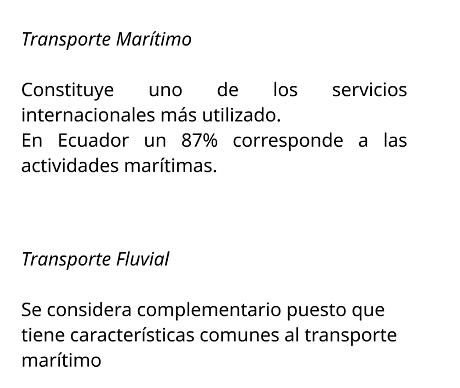 Transporte Marítimo
Constituye uno de los servicios
internacionales más utilizado.
En Ecuador un 87% corresponde a las
actividades marítimas.
Transporte Fluvial
Se considera complementario puesto que
tiene características comunes al transporte
marítimo